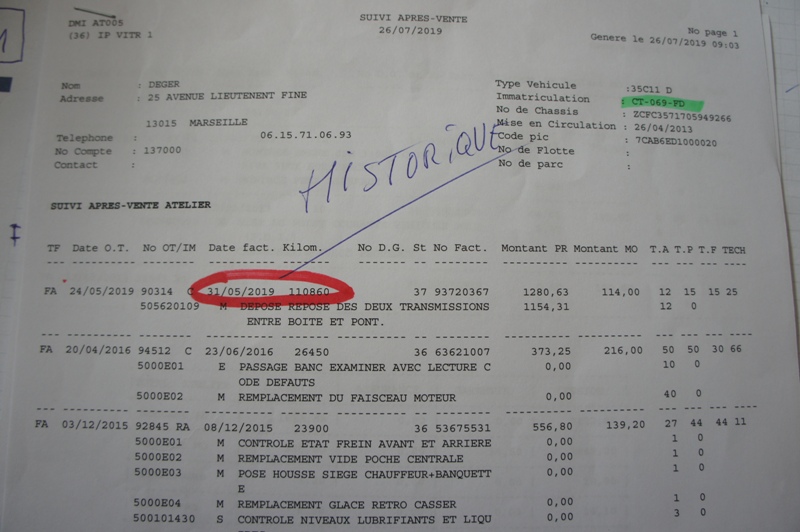 DMI AT005
(36) IP VITR 1
SUIVI APRES-VENTE
26/07/2019
No page 1
Genere le 26/07/2019 09:03
1
Nom : DEGER
Adresse : 25 AVENUE LIEUTENENT FINE
13015 MARSEILLE
Telephone : 06.15.71.06.93
No Compte : 137000
Contact :
Type Vehicule :35C11 D
Immatriculation : CT-069-FD
No de Chassis : ZCFC3571705949266
Mise en Circulation : 26/04/2013
Code pic : 7CAB6ED1000020
No de Flotte :
No de parc :
HISTORIQUE
SUIVI APRES-VENTE ATELIER
TF Date O.T. No OT/IM Date fact. Kilom. No D.G. St No Fact. Montant PR Montant MO T.A T.P T.F TECH
FA 24/05/2019 90314 C 31/05/2019 110860 37 93720367 1280,63 114,00 12 15 15 25
505620109 M DEPOSE REPOSE DES DEUX TRANSMISSIONS 1154,31 12 0
ENTRE BOITE ET PONT.
FA 20/04/2016 94512 C 23/06/2016 26450 36 63621007 373,25 216,00 50 50 30 66
5000E01 E PASSAGE BANC EXAMINER AVEC LECTURE C 0,00 10 0
ODE DEFAUTS
5000E02 M REMPLACEMENT DU FAISCEAU MOTEUR 0,00 40 0
FA 03/12/2015 92845 RA 08/12/2015 23900 36 53675531 556,80 139,20 27 44 44 11
5000E01 M CONTROLE ETAT FREIN AVANT ET ARRIERE 0,00 1 0
5000E02 M REMPLACEMENT VIDE POCHE CENTRALE 0,00 1 0
5000E03 M POSE HOUSSE SIEGE CHAUFFEUR+BANQUETT 0,00 1 0
E
5000E04 M REMPLACEMENT GLACE RETRO CASSER 0,00 1 0
500101430 S CONTROLE NIVEAUX LUBRIFIANTS ET LIQU 0,00 3 0